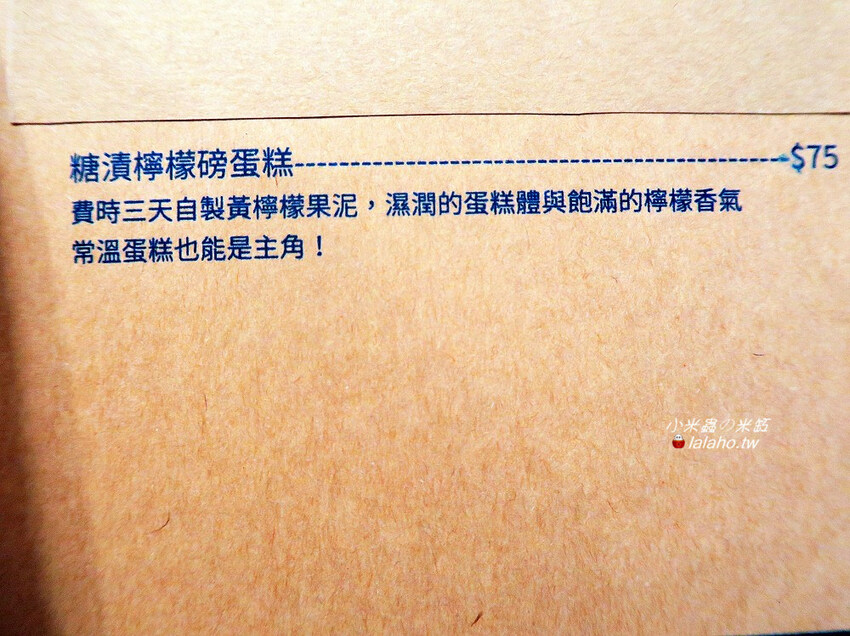 糖漬檸檬磅蛋糕--------------------------------------------$75
費時三天自製黃檸檬果泥，濕潤的蛋糕體與飽滿的檸檬香氣
常溫蛋糕也能是主角！
小米蟲の米缸
lalaho.tw